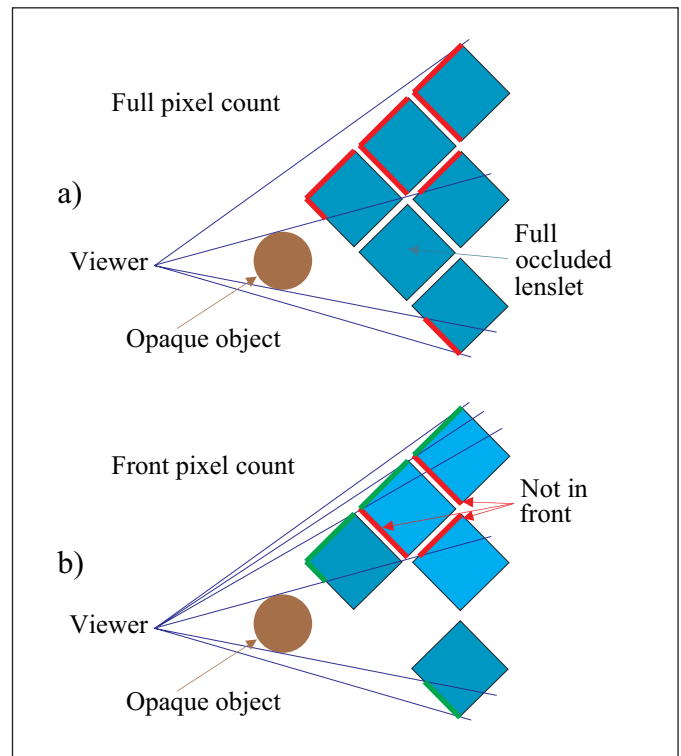 Full pixel count
a)
Viewer
Full
occluded
lenslet
Opaque object
Front pixel count
Not in
front
b)
Viewer
Opaque object